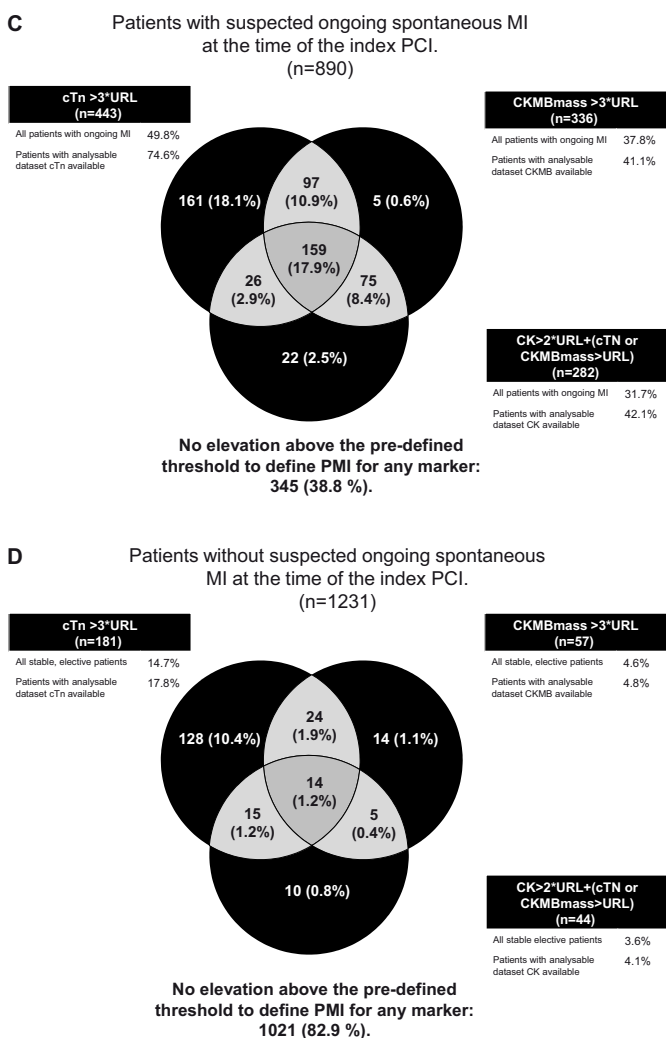 C
Patients with suspected ongoing spontaneous MI
at the time of the index PCI.
(n=890)
cTn >3*URL
(n=443)
All patients with ongoing MI 49.8%
Patients with analysable 74.6%
dataset cTn available
CKMBmass >3*URL
(n=336)
All patients with ongoing MI 37.8%
Patients with analysable 41.1%
dataset CKMB available
97
(10.9%)
161 (18.1%)
5 (0.6%)
159
(17.9%)
26
(2.9%)
75
(8.4%)
22 (2.5%)
CK>2*URL+(cTN or
CKMBmass>URL)
(n=282)
All patients with ongoing MI 31.7%
Patients with analysable 42.1%
dataset CK available
No elevation above the pre-defined
threshold to define PMI for any marker:
345 (38.8 %).
D
Patients without suspected ongoing spontaneous
MI at the time of the index PCI.
(n=1231)
cTn >3*URL
(n=181)
All stable, elective patients 14.7%
Patients with analysable 17.8%
dataset cTn available
CKMBmass >3*URL
(n=57)
All stable, elective patients 4.6%
Patients with analysable 4.8%
dataset CKMB available
24
(1.9%)
128 (10.4%)
14 (1.1%)
14
(1.2%)
15
(1.2%)
5
(0.4%)
10 (0.8%)
CK>2*URL+(cTN or
CKMBmass>URL)
(n=44)
All stable elective patients 3.6%
Patients with analysable 4.1%
dataset CK available
No elevation above the pre-defined
threshold to define PMI for any marker:
1021 (82.9 %).